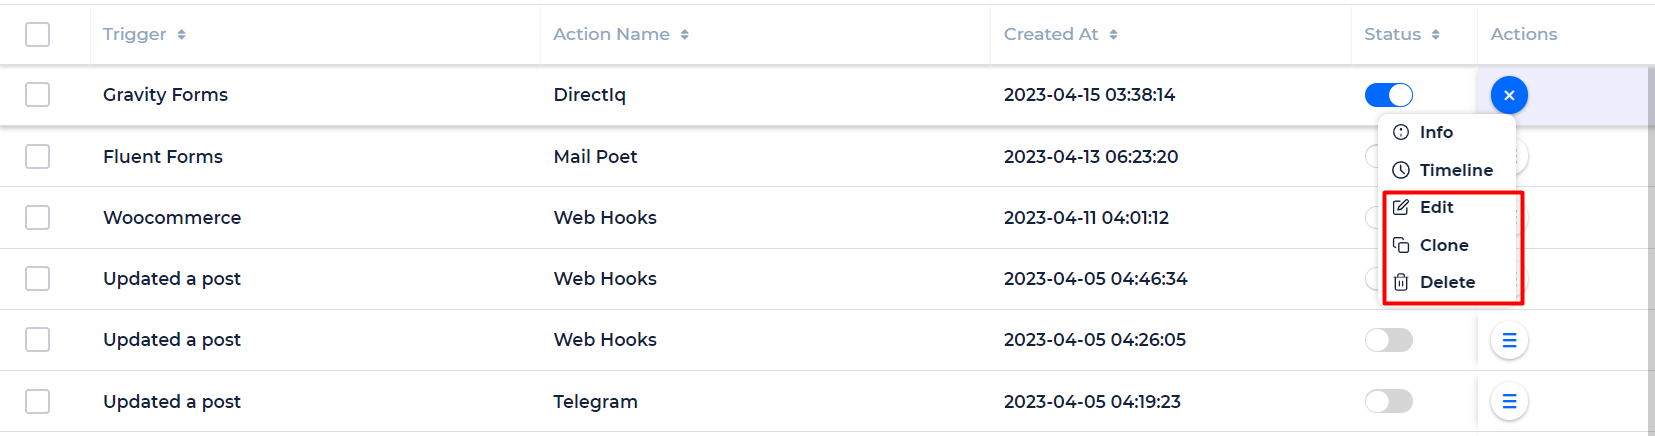 Trigger Action Name Created At Status Actions
Gravity Forms DirectIq 2023-04-15 03:38:14
Info
Fluent Forms Mail Poet 2023-04-13 06:23:20
Timeline
Edit
Woocommerce Web Hooks 2023-04-11 04:01:12
Clone
Updated a post Web Hooks 2023-04-05 04:46:34
Delete
Updated a post Web Hooks 2023-04-05 04:26:05
Updated a post Telegram 2023-04-05 04:19:23